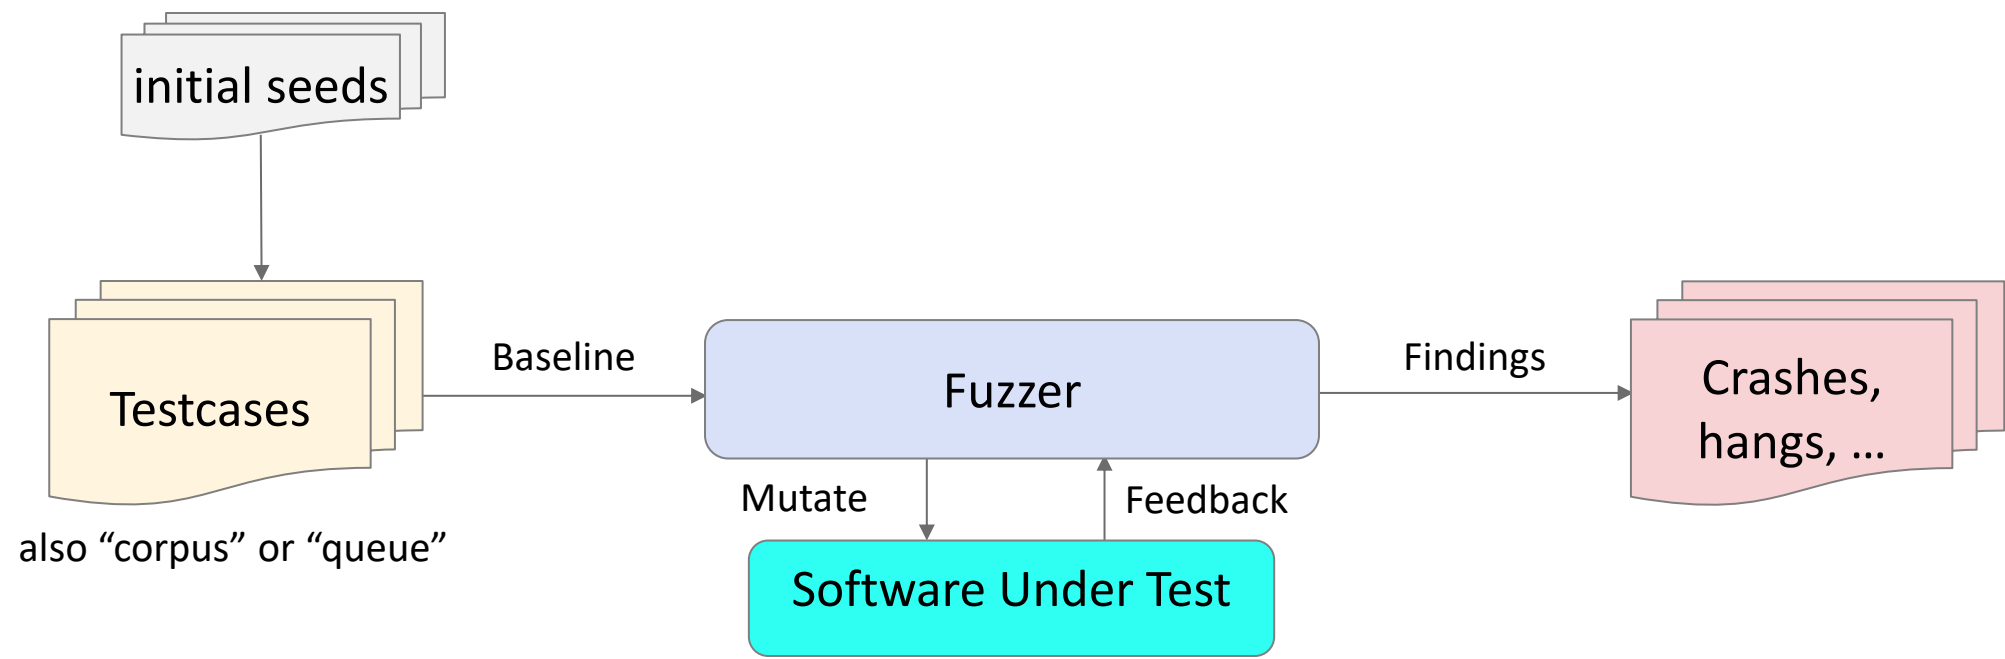 initial seeds
Testcases
also “corpus” or “queue”
Baseline
Fuzzer
Mutate
Feedback
Software Under Test
Findings
Crashes,
hangs, ...